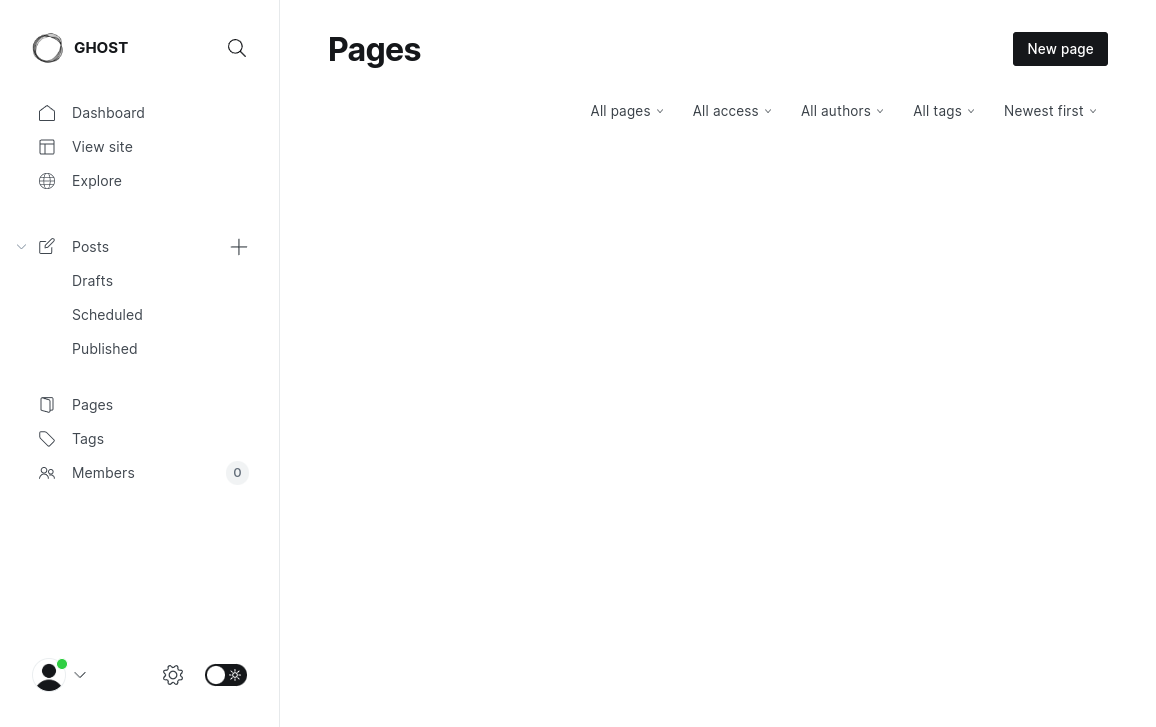 GHOST
Dashboard
View site
Explore
Posts
Drafts
Scheduled
Published
Pages
Tags
Members 0
Pages
New page
All pages All access All authors All tags Newest first